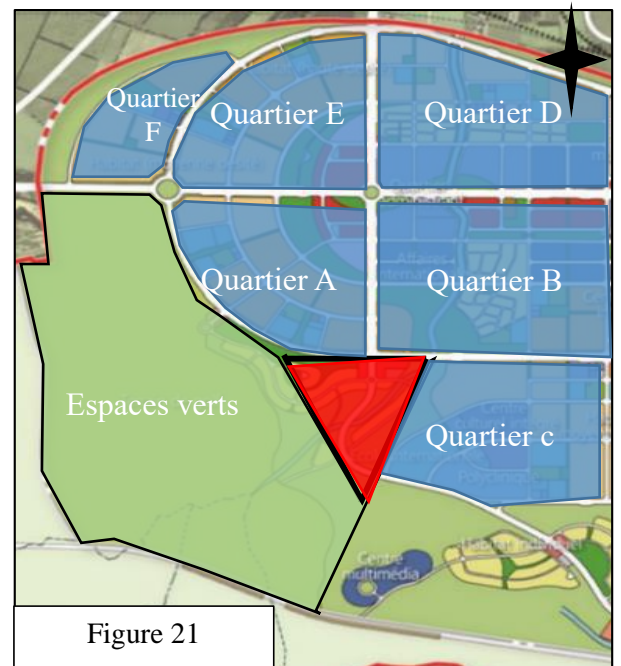 Quartier
F
Quartier E
Quartier D
Quartier A
Quartier B
Espaces verts
Quartier c
Centre
multimédia
Figure 21